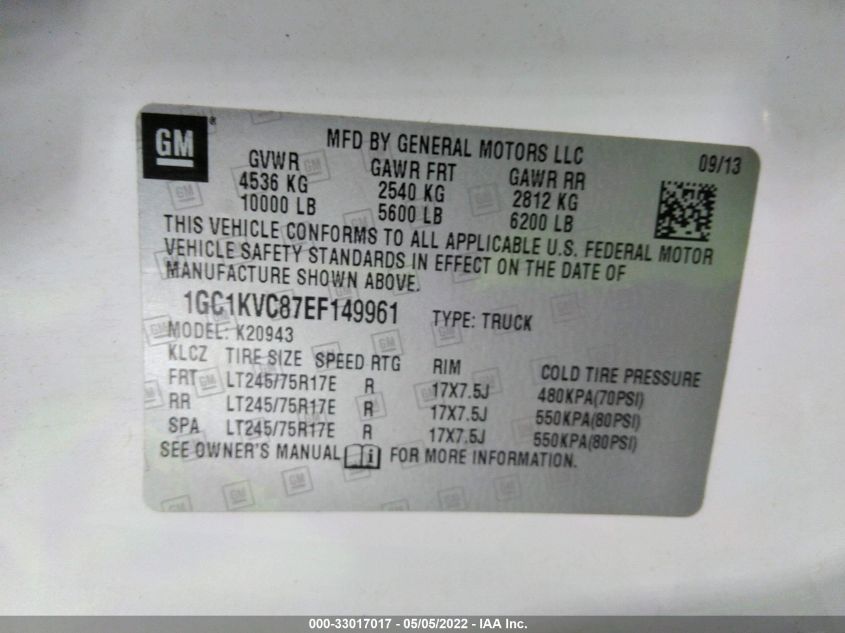 GM
MFD BY GENERAL MOTORS LLC 09/13
GVWR GAWR FRT GAWR RR
4536 KG 2540 KG 2812 KG
10000 LB 5600 LB 6200 LB
THIS VEHICLE CONFORMS TO ALL APPLICABLE U.S. FEDERAL MOTOR
VEHICLE SAFETY STANDARDS IN EFFECT ON THE DATE OF
MANUFACTURE SHOWN ABOVE.
1GC1KVC87EF149961 TYPE: TRUCK
MODEL: K20943
KLCZ TIRE SIZE SPEED RTG RIM COLD TIRE PRESSURE
FRT LT245/75R17E R 17X7.5J 480KPA(70PSI)
RR LT245/75R17E R 17X7.5J 550KPA(80PSI)
SPA LT245/75R17E R 17X7.5J 550KPA(80PSI)
SEE OWNER'S MANUAL i FOR MORE INFORMATION.
000-33017017 - 05/05/2022 - IAA Inc.